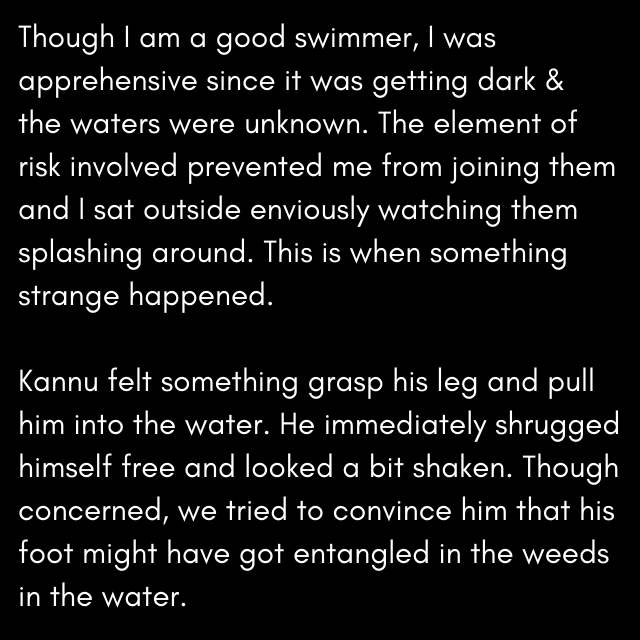 Though I am a good swimmer, I was
apprehensive since it was getting dark &
the waters were unknown. The element of
risk involved prevented me from joining them
and I sat outside enviously watching them
splashing around. This is when something
strange happened.
Kannu felt something grasp his leg and pull
him into the water. He immediately shrugged
himself free and looked a bit shaken. Though
concerned, we tried to convince him that his
foot might have got entangled in the weeds
in the water.